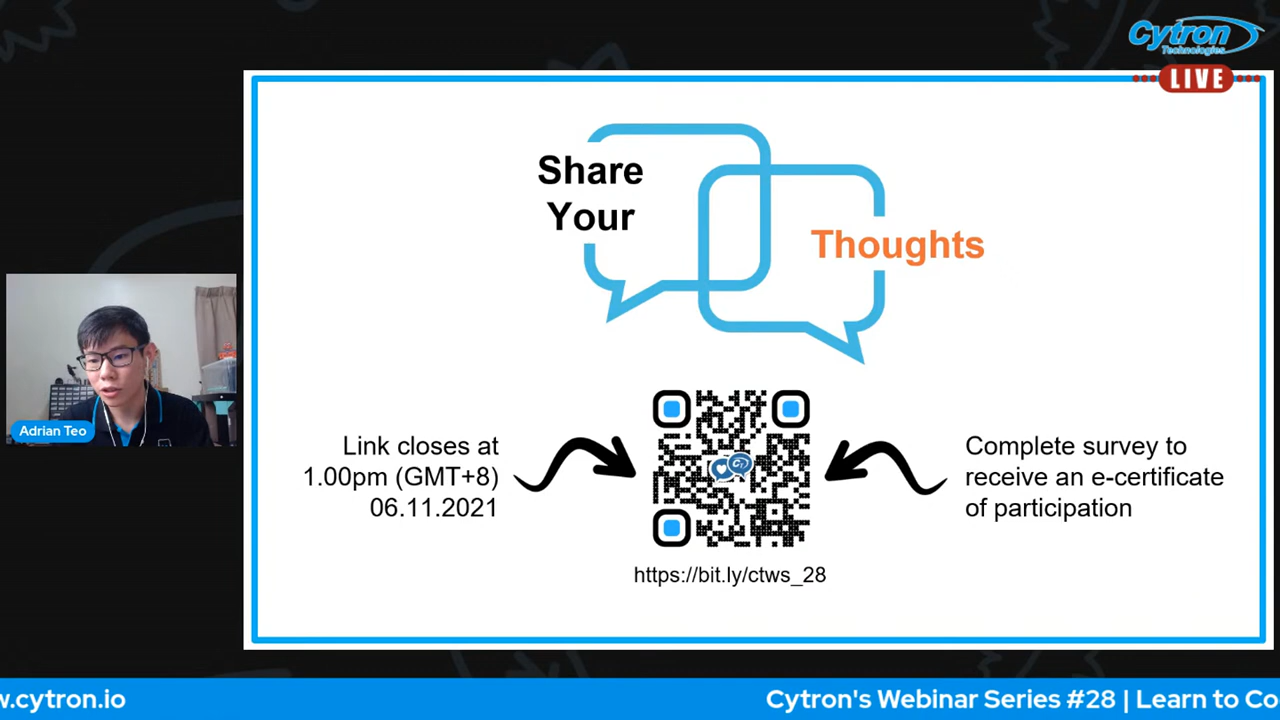 Cytron
Technologies
LIVE
Share
Your
Thoughts
Link closes at
1.00pm (GMT+8)
06.11.2021
Complete survey to
receive an e-certificate
of participation
https://bit.ly/ctws_28
Adrian Teo
w.cytron.io
Cytron's Webinar Series #28 | Learn to Co